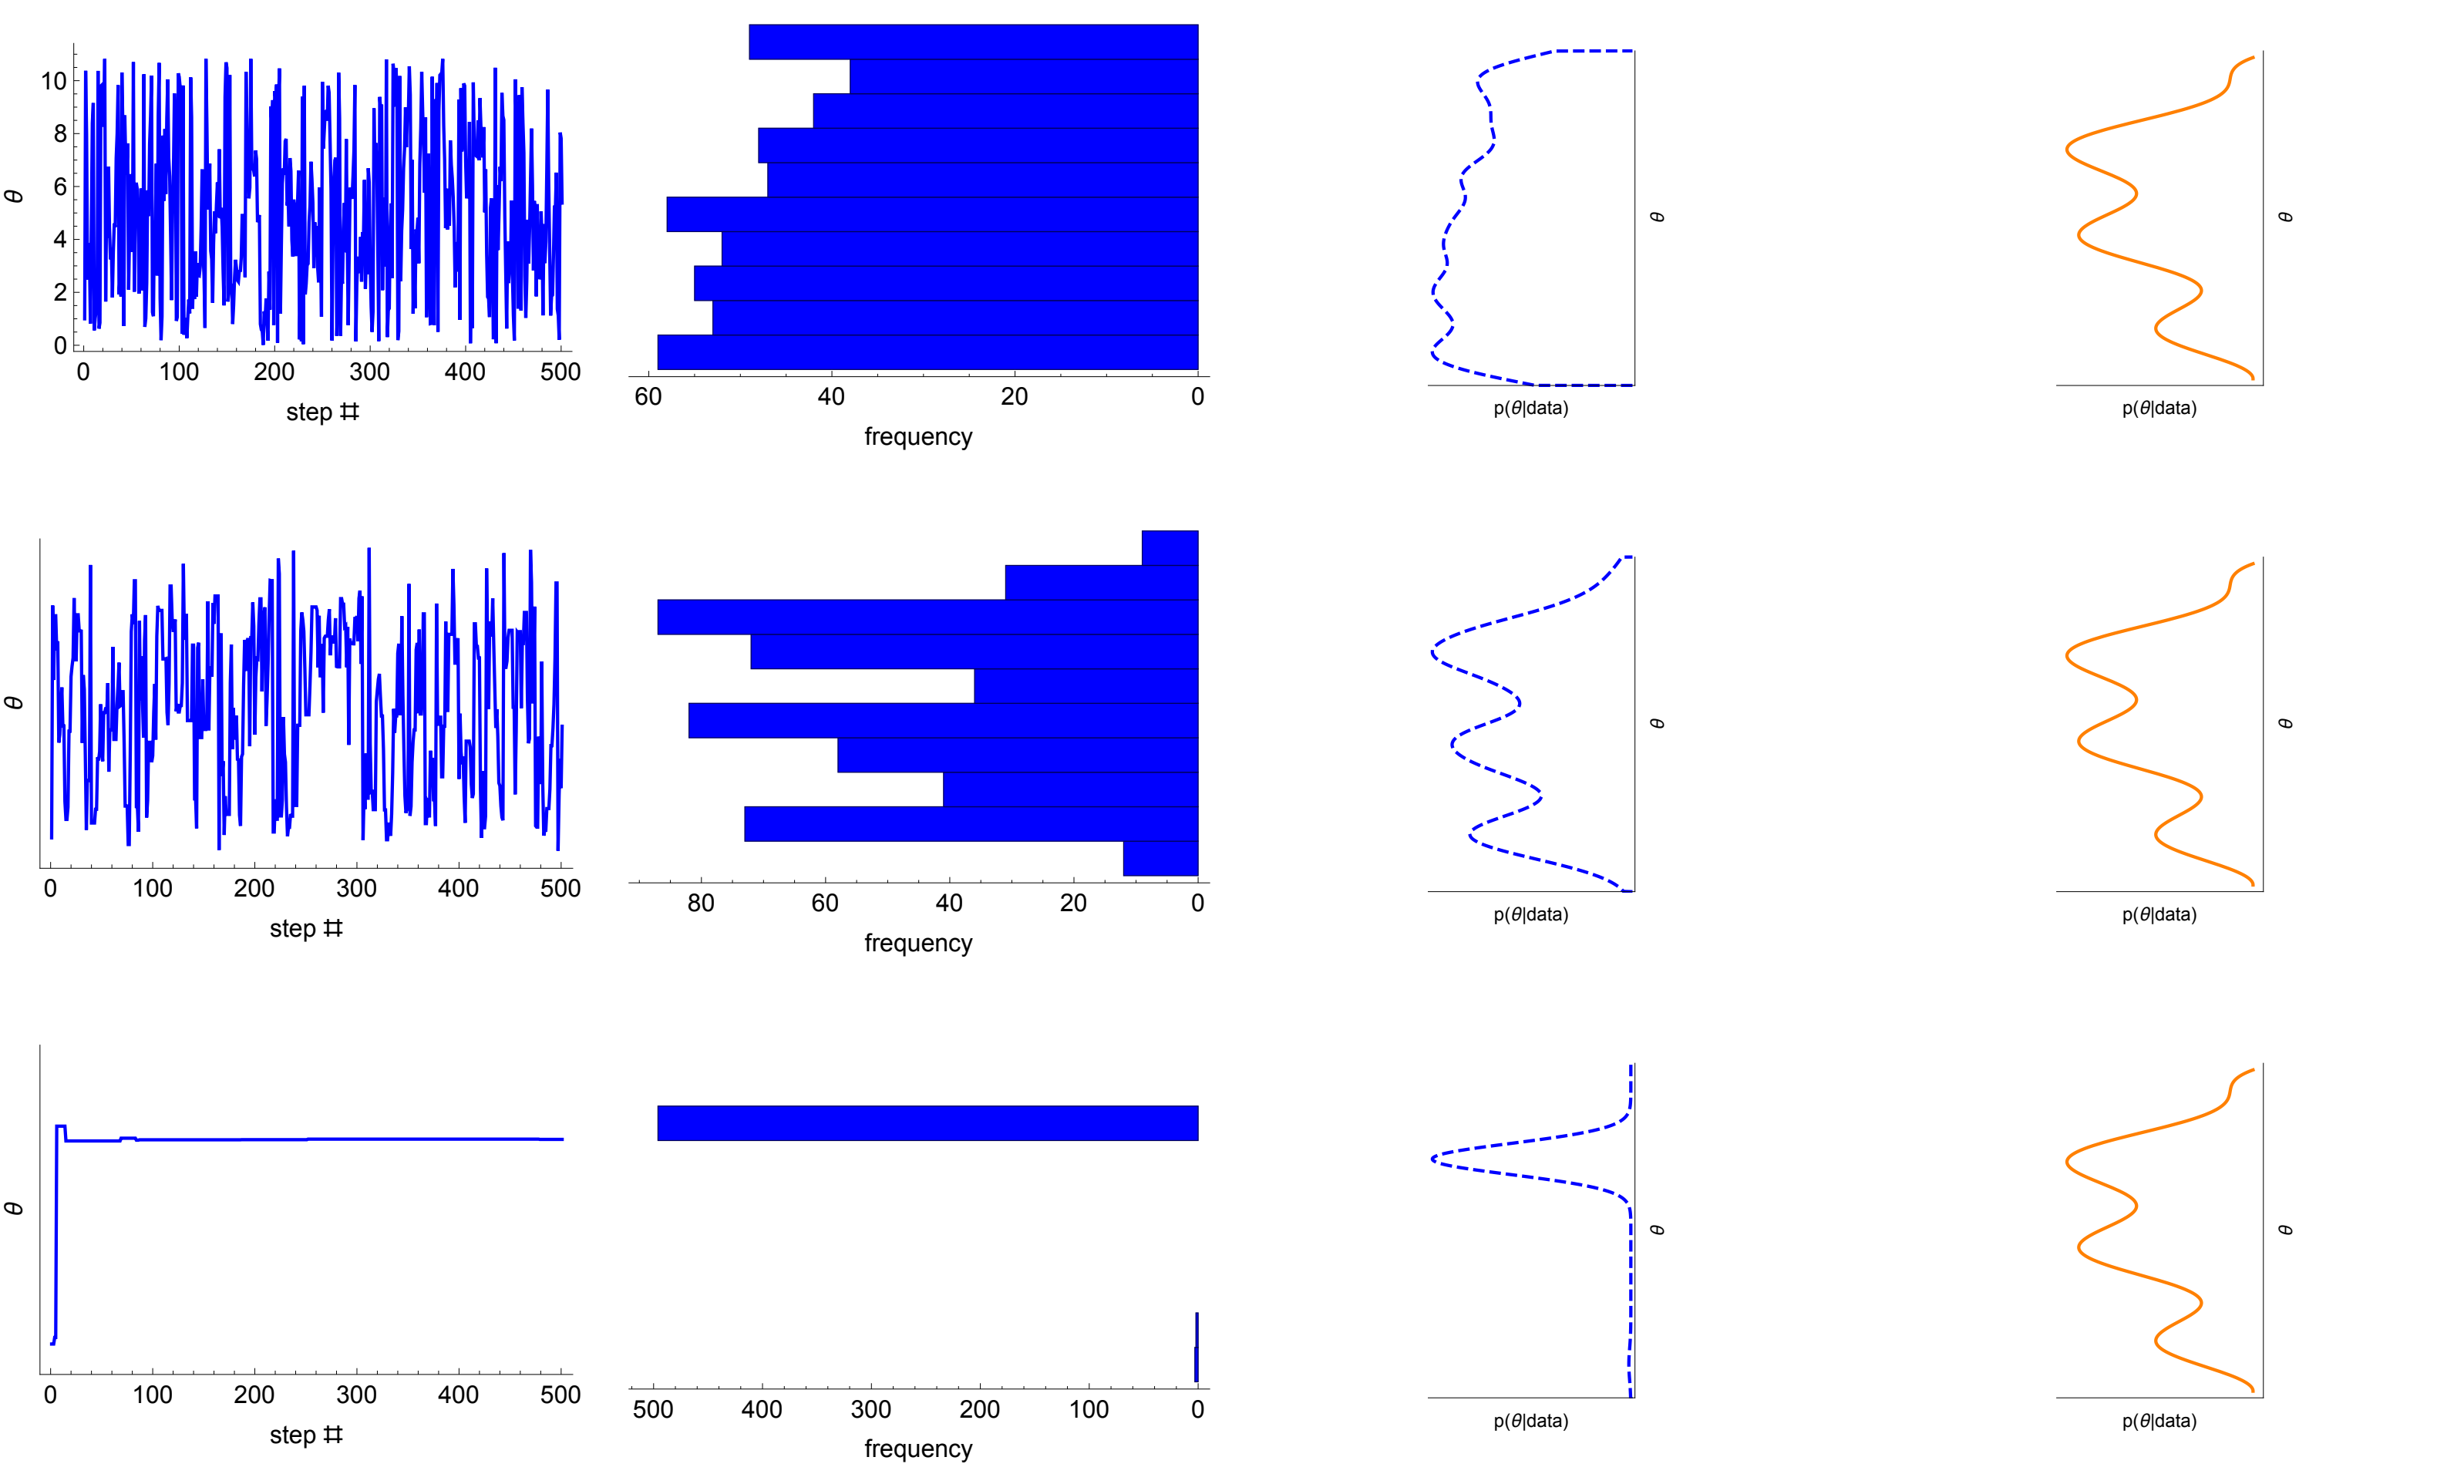 10
8
6
4
2
0
θ
0 100 200 300 400 500
step #
60 40 20 0
frequency
θ
p(θ|data)
θ
p(θ|data)
θ
0 100 200 300 400 500
step #
80 60 40 20 0
frequency
θ
p(θ|data)
θ
p(θ|data)
θ
0 100 200 300 400 500
step #
500 400 300 200 100 0
frequency
θ
p(θ|data)
θ
p(θ|data)